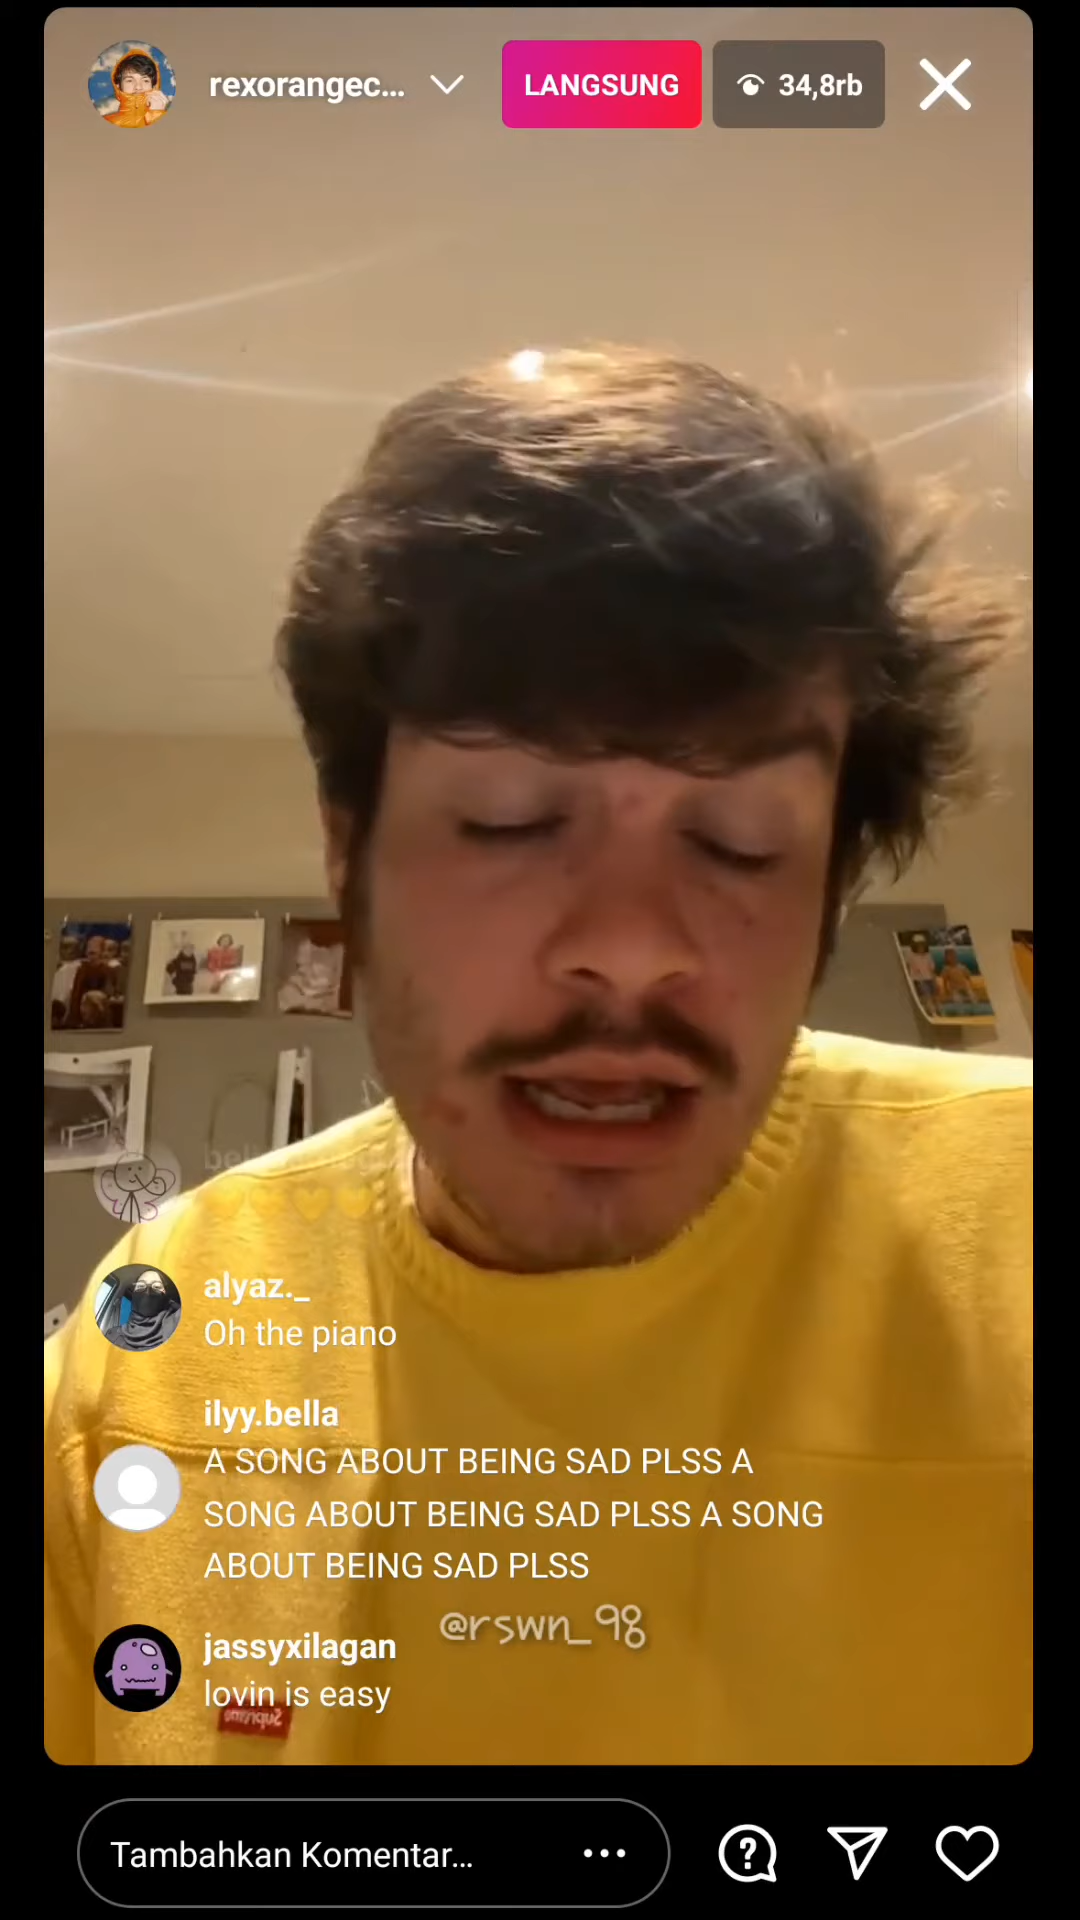 rexorangec...
LANGSUNG
34,8rb
alyaz._
Oh the piano
ilyy.bella
A SONG ABOUT BEING SAD PLSS A
SONG ABOUT BEING SAD PLSS A SONG
ABOUT BEING SAD PLSS
@rswn_98
jassyxilagan
lovin is easy
Supreme
Tambahkan Komentar...